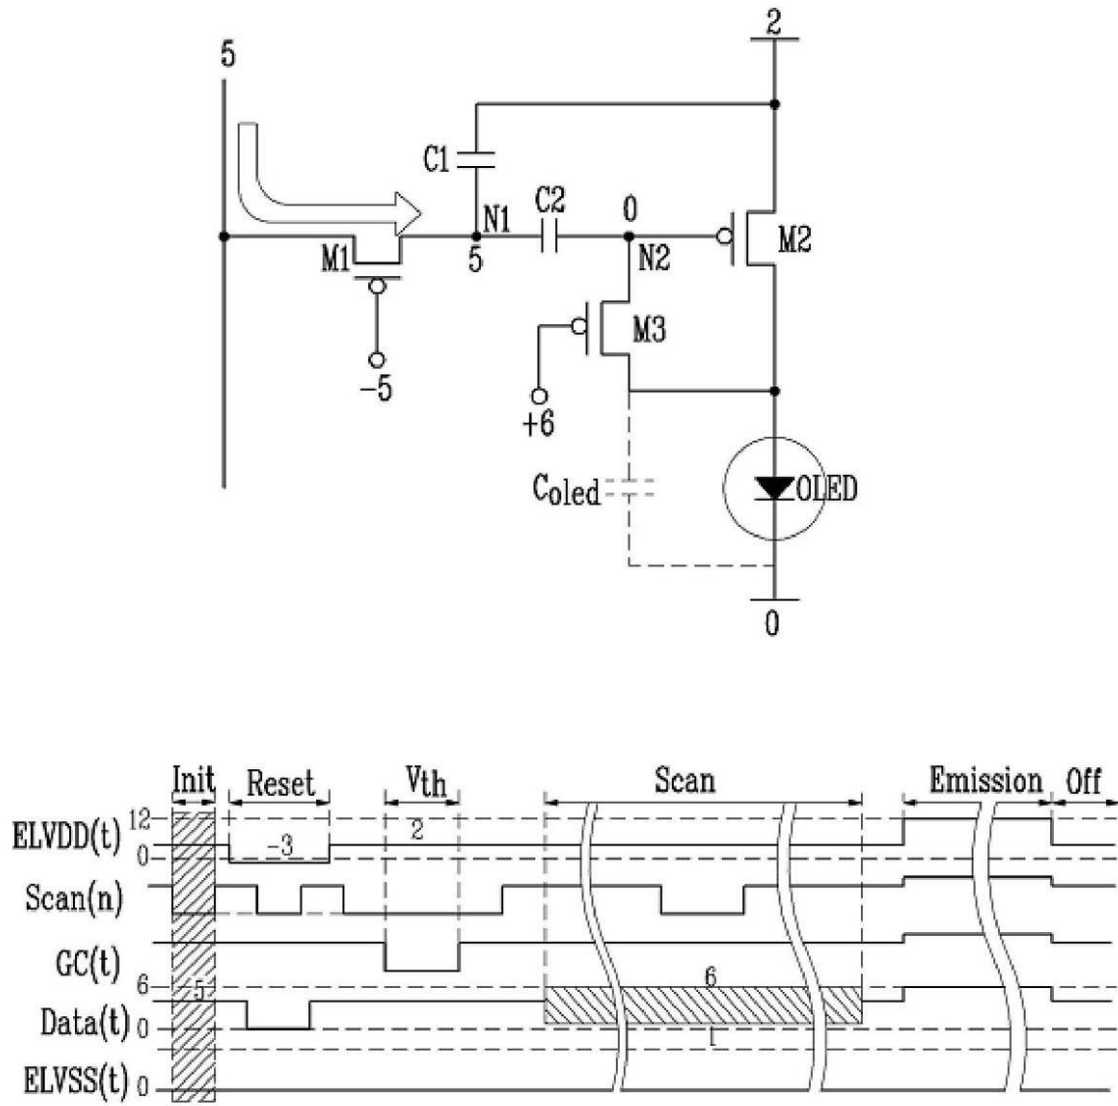 2
5
C1
C2
0
N1
M1
5
N2
M2
M3
-5
+6
Coled
OLED
0
Init Reset Vth Scan Emission Off
ELVDD(t) 12 0 -3 2
Scan(n)
GC(t)
Data(t) 6 0 5 6 1
ELVSS(t) 0